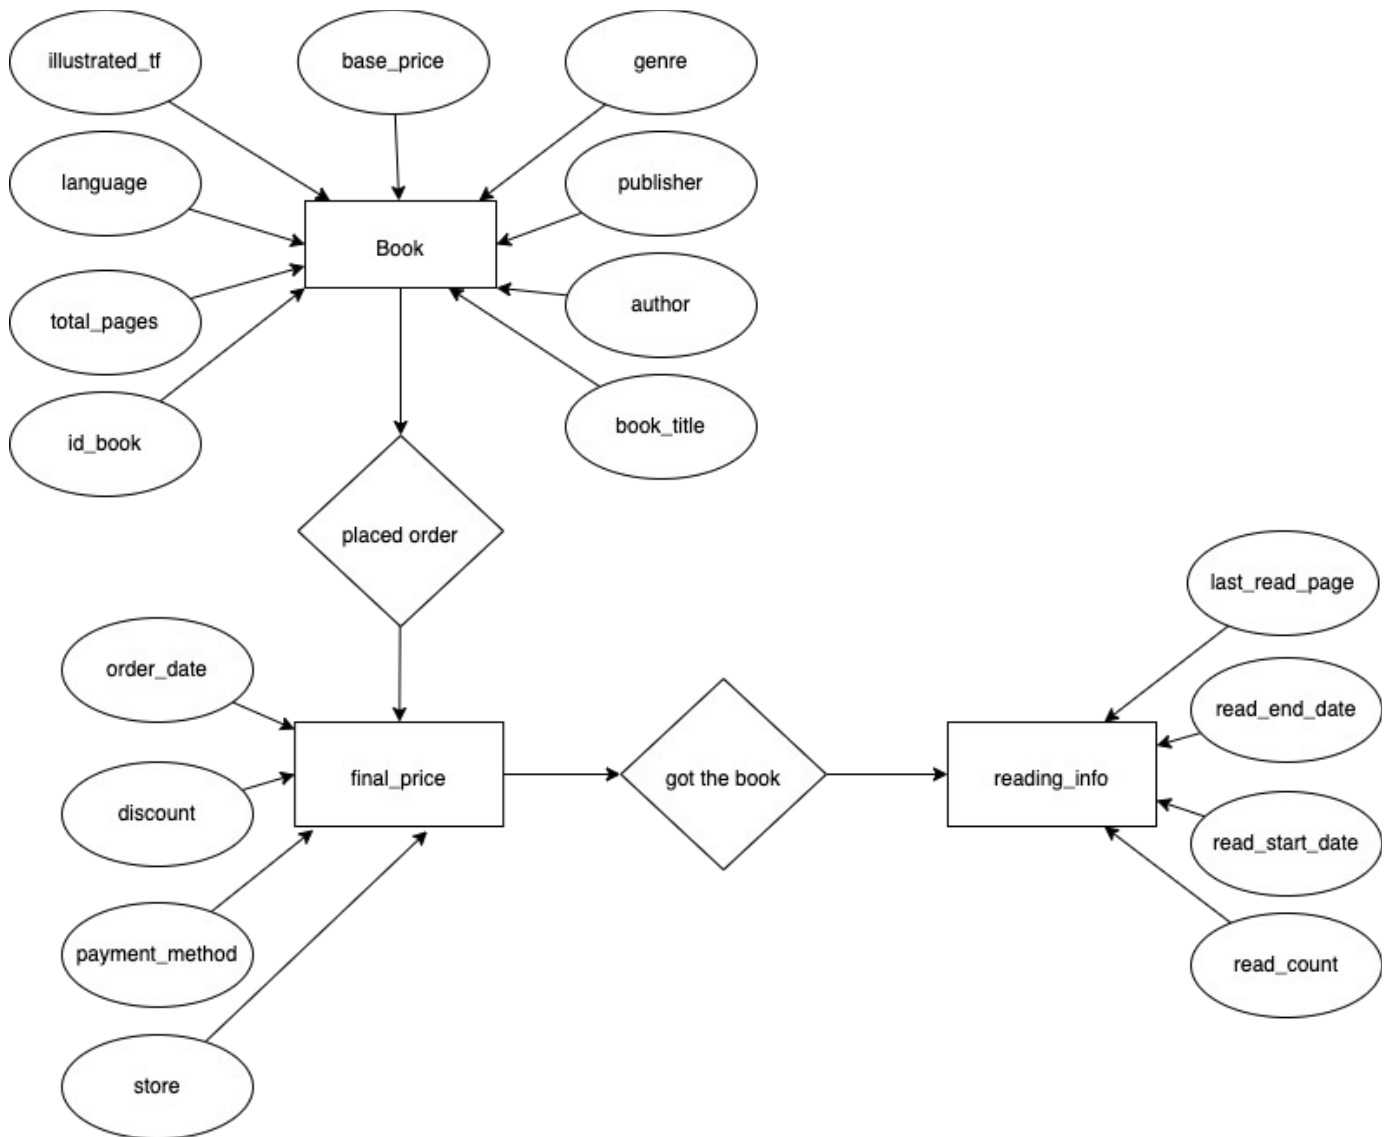 illustrated_tf
base_price
genre
language
publisher
Book
total_pages
author
id_book
book_title
placed order
last_read_page
order_date
read_end_date
final_price
got the book
reading_info
discount
read_start_date
payment_method
read_count
store